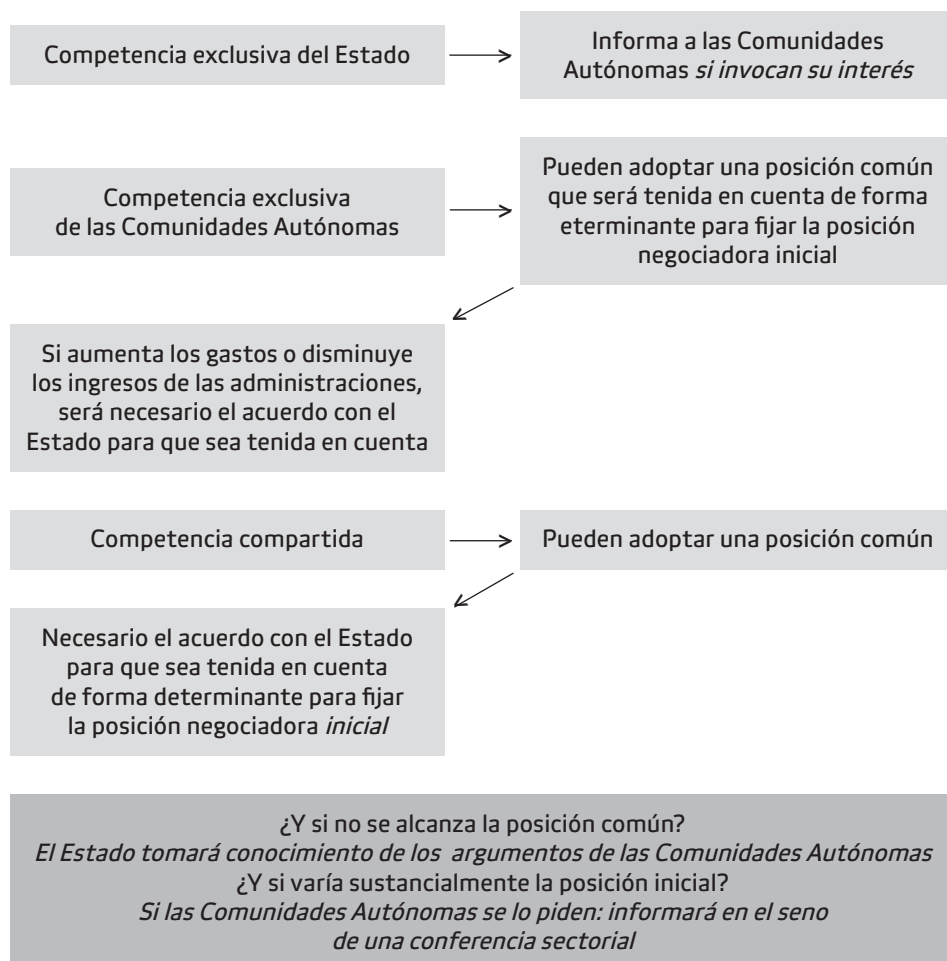 Competencia exclusiva del Estado
Informa a las Comunidades
Autónomas si invocan su interés
Competencia exclusiva
de las Comunidades Autónomas
Pueden adoptar una posición común
que será tenida en cuenta de forma
eterminante para fijar la posición
negociadora inicial
Si aumenta los gastos o disminuye
los ingresos de las administraciones,
será necesario el acuerdo con el
Estado para que sea tenida en cuenta
Competencia compartida
Pueden adoptar una posición común
Necesario el acuerdo con el Estado
para que sea tenida en cuenta
de forma determinante para fijar
la posición negociadora inicial
¿Y si no se alcanza la posición común?
El Estado tomará conocimiento de los argumentos de las Comunidades Autónomas
¿Y si varía sustancialmente la posición inicial?
Si las Comunidades Autónomas se lo piden: informará en el seno
de una conferencia sectorial